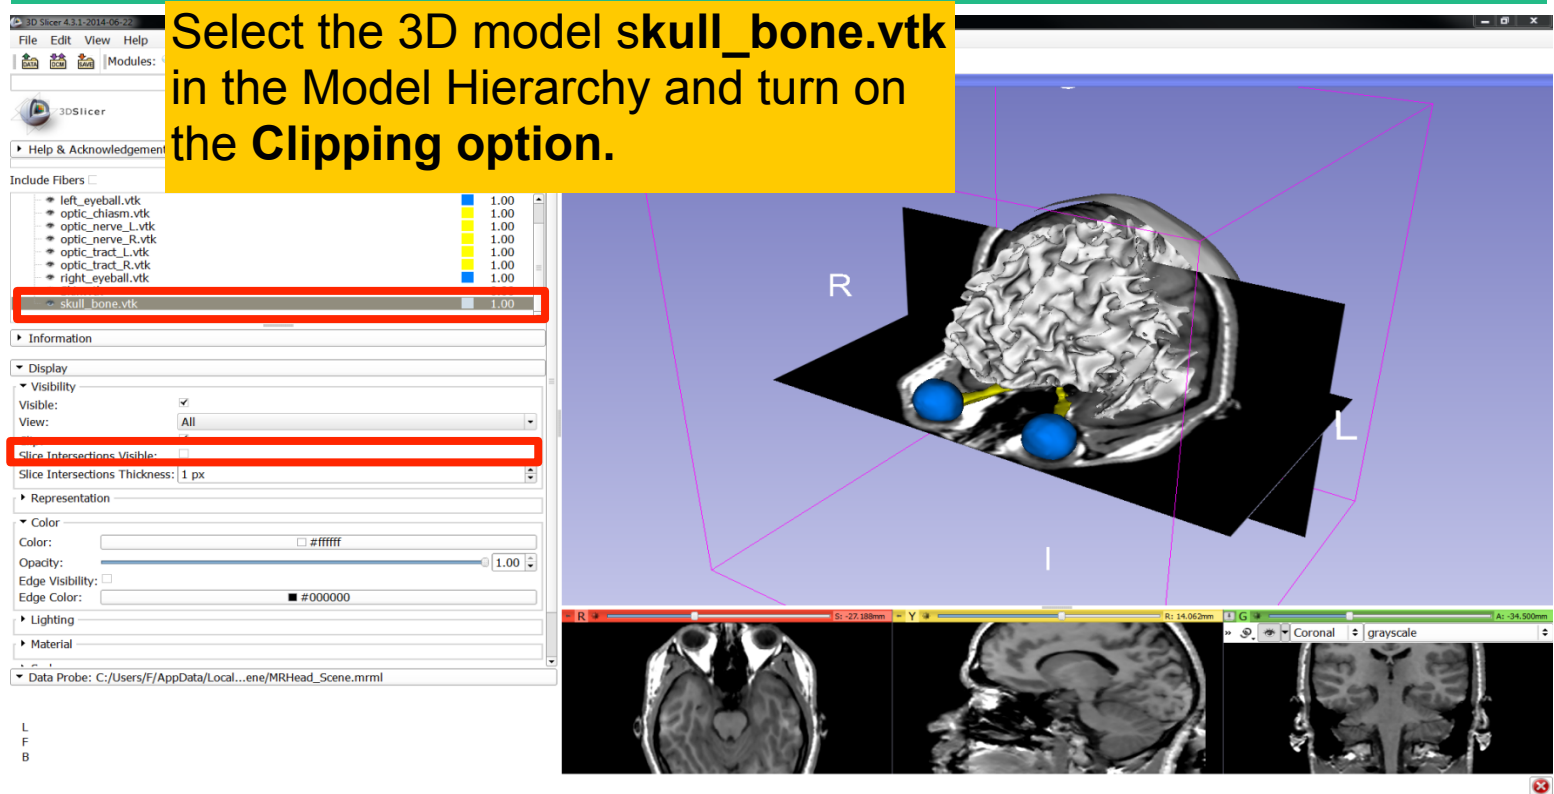 3D Slicer 4.3.1-2014-06-22
File Edit View Help
DATA DCM SAVE Modules:
Select the 3D model skull_bone.vtk
in the Model Hierarchy and turn on
the Clipping option.
3DSlicer
Help & Acknowledgement
Include Fibers
left_eyeball.vtk 1.00
optic_chiasm.vtk 1.00
optic_nerve_L.vtk 1.00
optic_nerve_R.vtk 1.00
optic_tract_L.vtk 1.00
optic_tract_R.vtk 1.00
right_eyeball.vtk 1.00
skull_bone.vtk 1.00
Information
Display
Visibility
Visible:
View: All
Slice Intersections Visible:
Slice Intersections Thickness: 1 px
Representation
Color
Color: #ffffff
Opacity: 1.00
Edge Visibility:
Edge Color: #000000
Lighting
Material
Data Probe: C:/Users/F/AppData/Local...ene/MRHead_Scene.mrml
L
F
B
R
L
I
R S: -27.188mm
Y R: 14.062mm
G A: -34.500mm
» Coronal grayscale